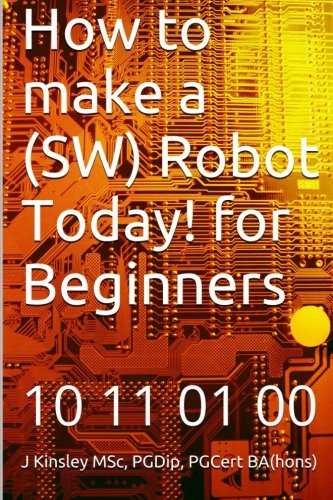 How to
make a
(SW) Robot
Today! for
Beginners
10 11 01 00
J Kinsley MSc, PGDip, PGCert BA(hons)